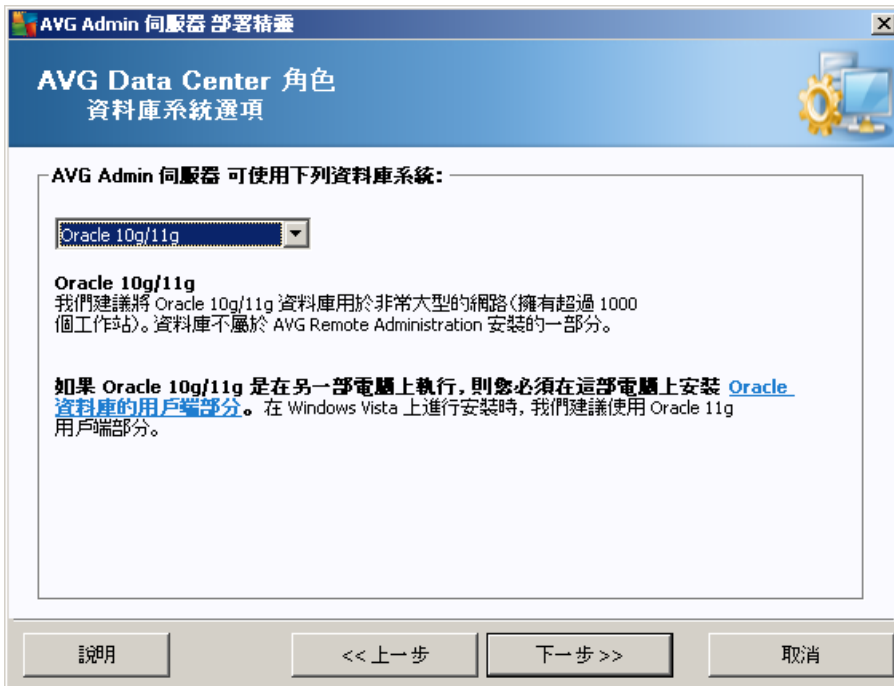 AVG Admin 伺服器 部署精靈
AVG Data Center 角色
資料庫系統選項
AVG Admin 伺服器 可使用下列資料庫系統:
Oracle 10g/11g
Oracle 10g/11g
我們建議將 Oracle 10g/11g 資料庫用於非常大型的網路(擁有超過 1000
個工作站)。資料庫不屬於 AVG Remote Administration 安裝的一部分。
如果 Oracle 10g/11g 是在另一部電腦上執行,則您必須在這部電腦上安裝 Oracle
資料庫的用戶端部分。在 Windows Vista 上進行安裝時,我們建議使用 Oracle 11g
用戶端部分。
說明
<< 上一步
下一步 >>
取消